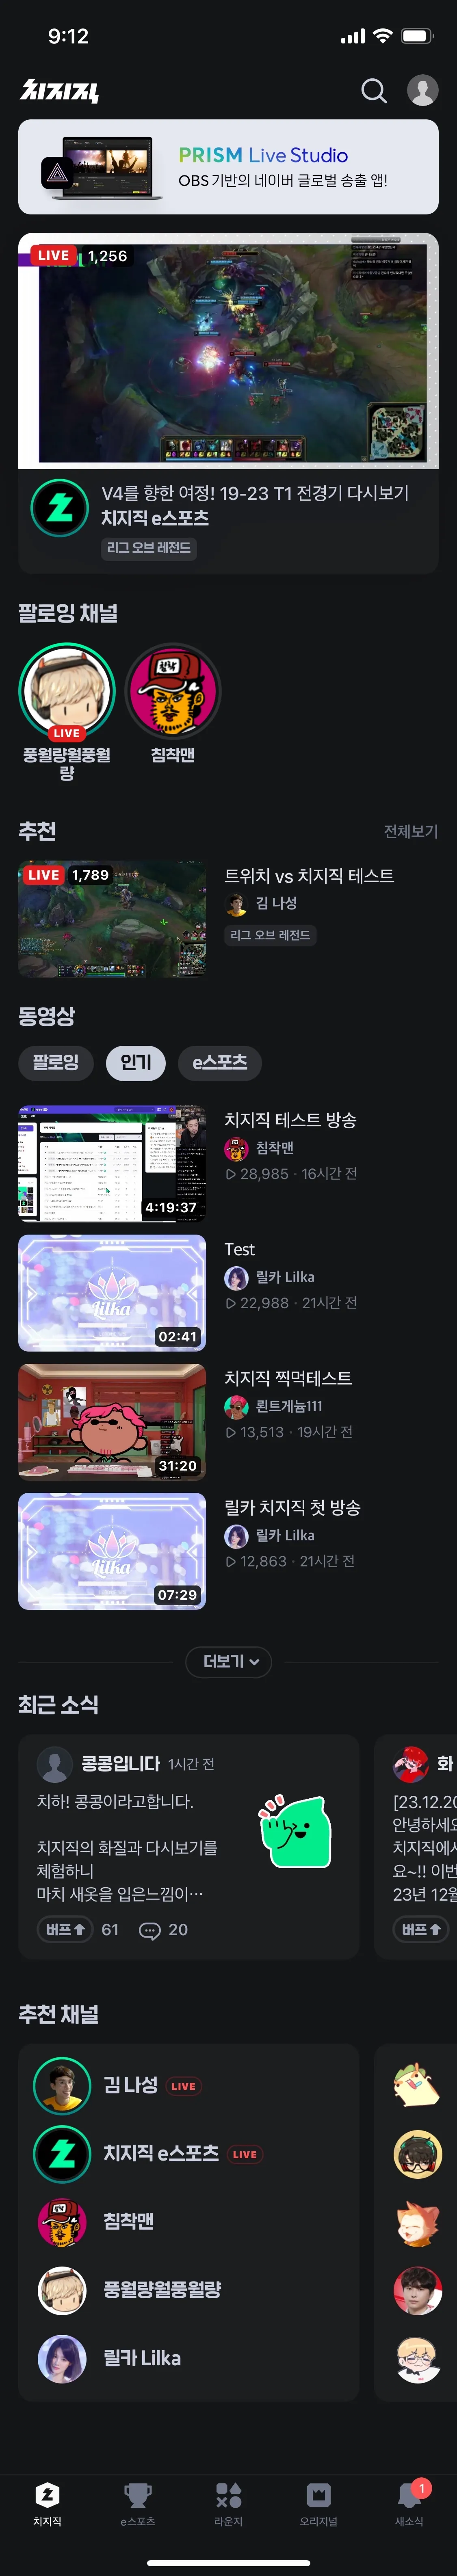 9:12
치지직
PRISM Live Studio
OBS 기반의 네이버 글로벌 송출 앱!
LIVE 1,256
V4를 향한 여정! 19-23 T1 전경기 다시보기
치지직 e스포츠
리그 오브 레전드
팔로잉 채널
LIVE
풍월량월풍월
량
침착맨
추천
전체보기
LIVE 1,789
트위치 vs 치지직 테스트
김 나성
리그 오브 레전드
동영상
팔로잉
인기
e스포츠
4:19:37
치지직 테스트 방송
침착맨
28,985 · 16시간 전
Lilka
02:41
Test
릴카 Lilka
22,988 · 21시간 전
31:20
치지직 찍먹테스트
뢴트게늄111
13,513 · 19시간 전
Lilka
07:29
릴카 치지직 첫 방송
릴카 Lilka
12,863 · 21시간 전
더보기
최근 소식
콩콩입니다 1시간 전
치하! 콩콩이라고합니다.
치지직의 화질과 다시보기를
체험하니
마치 새옷을 입은느낌이…
버프 61 20
화
[23.12.20
안녕하세요
치지직에서
요~!! 이번
23년 12월
버프
추천 채널
김 나성 LIVE
치지직 e스포츠 LIVE
침착맨
풍월량월풍월량
릴카 Lilka
치지직
e스포츠
라운지
오리지널
1
새소식